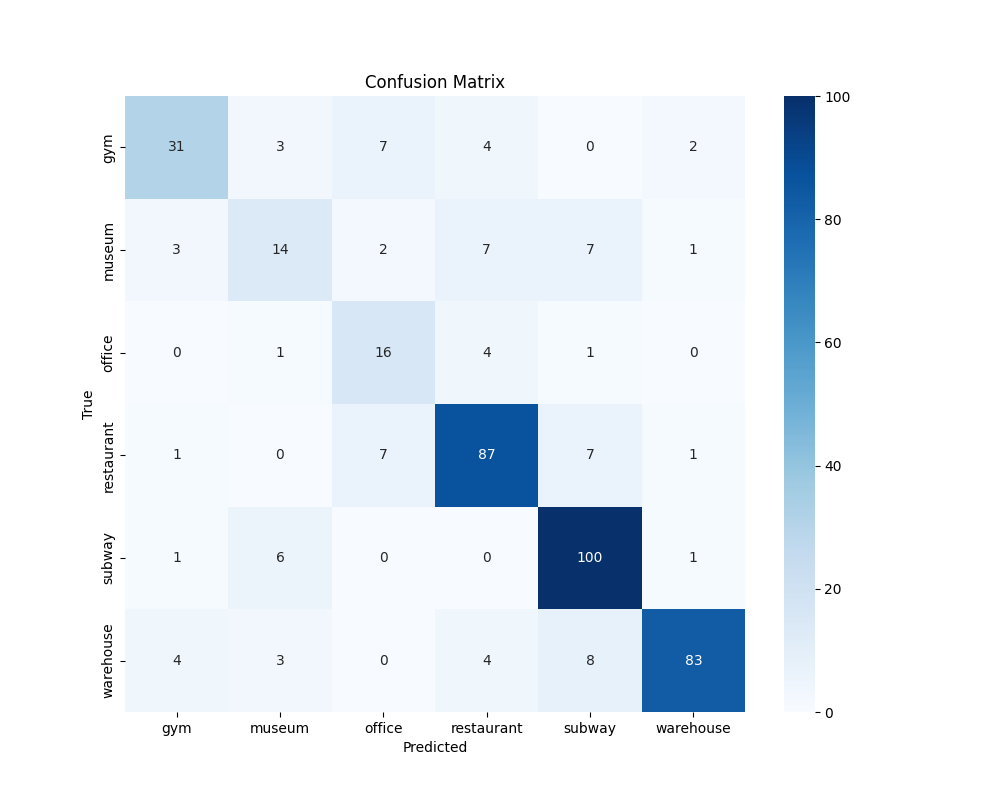 Confusion Matrix
True
gym 31 3 7 4 0 2
museum 3 14 2 7 7 1
office 0 1 16 4 1 0
restaurant 1 0 7 87 7 1
subway 1 6 0 0 100 1
warehouse 4 3 0 4 8 83
gym museum office restaurant subway warehouse
Predicted
100
80
60
40
20
0